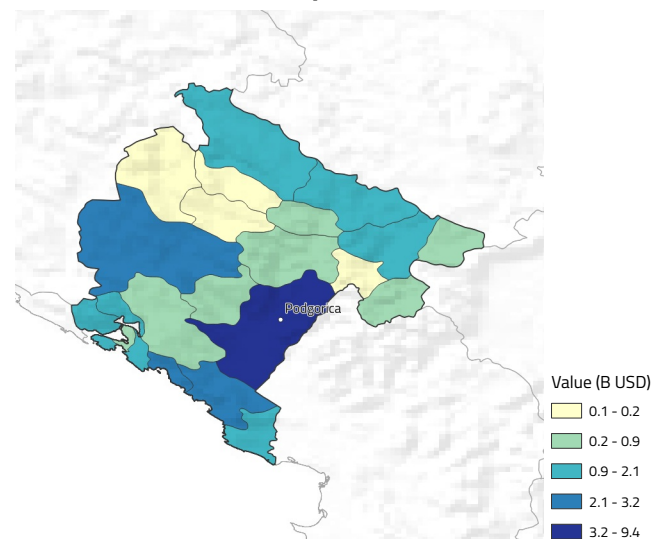 Podgorica
Value (B USD)
0.1 - 0.2
0.2 - 0.9
0.9 - 2.1
2.1 - 3.2
3.2 - 9.4